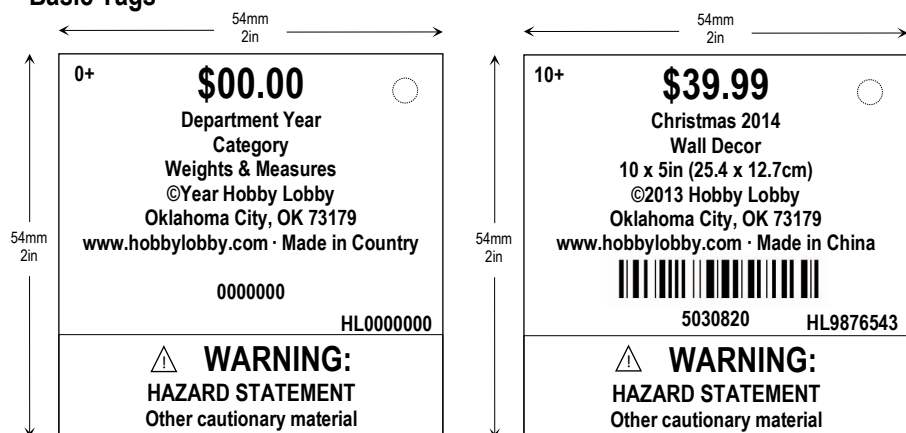 Basic Tags
54mm
2in
54mm
2in
0+
$00.00
Department Year
Category
Weights & Measures
©Year Hobby Lobby
Oklahoma City, OK 73179
www.hobbylobby.com · Made in Country
0000000
HL0000000
⚠ WARNING:
HAZARD STATEMENT
Other cautionary material
54mm
2in
54mm
2in
10+
$39.99
Christmas 2014
Wall Decor
10 x 5in (25.4 x 12.7cm)
©2013 Hobby Lobby
Oklahoma City, OK 73179
www.hobbylobby.com · Made in China
5030820
HL9876543
⚠ WARNING:
HAZARD STATEMENT
Other cautionary material